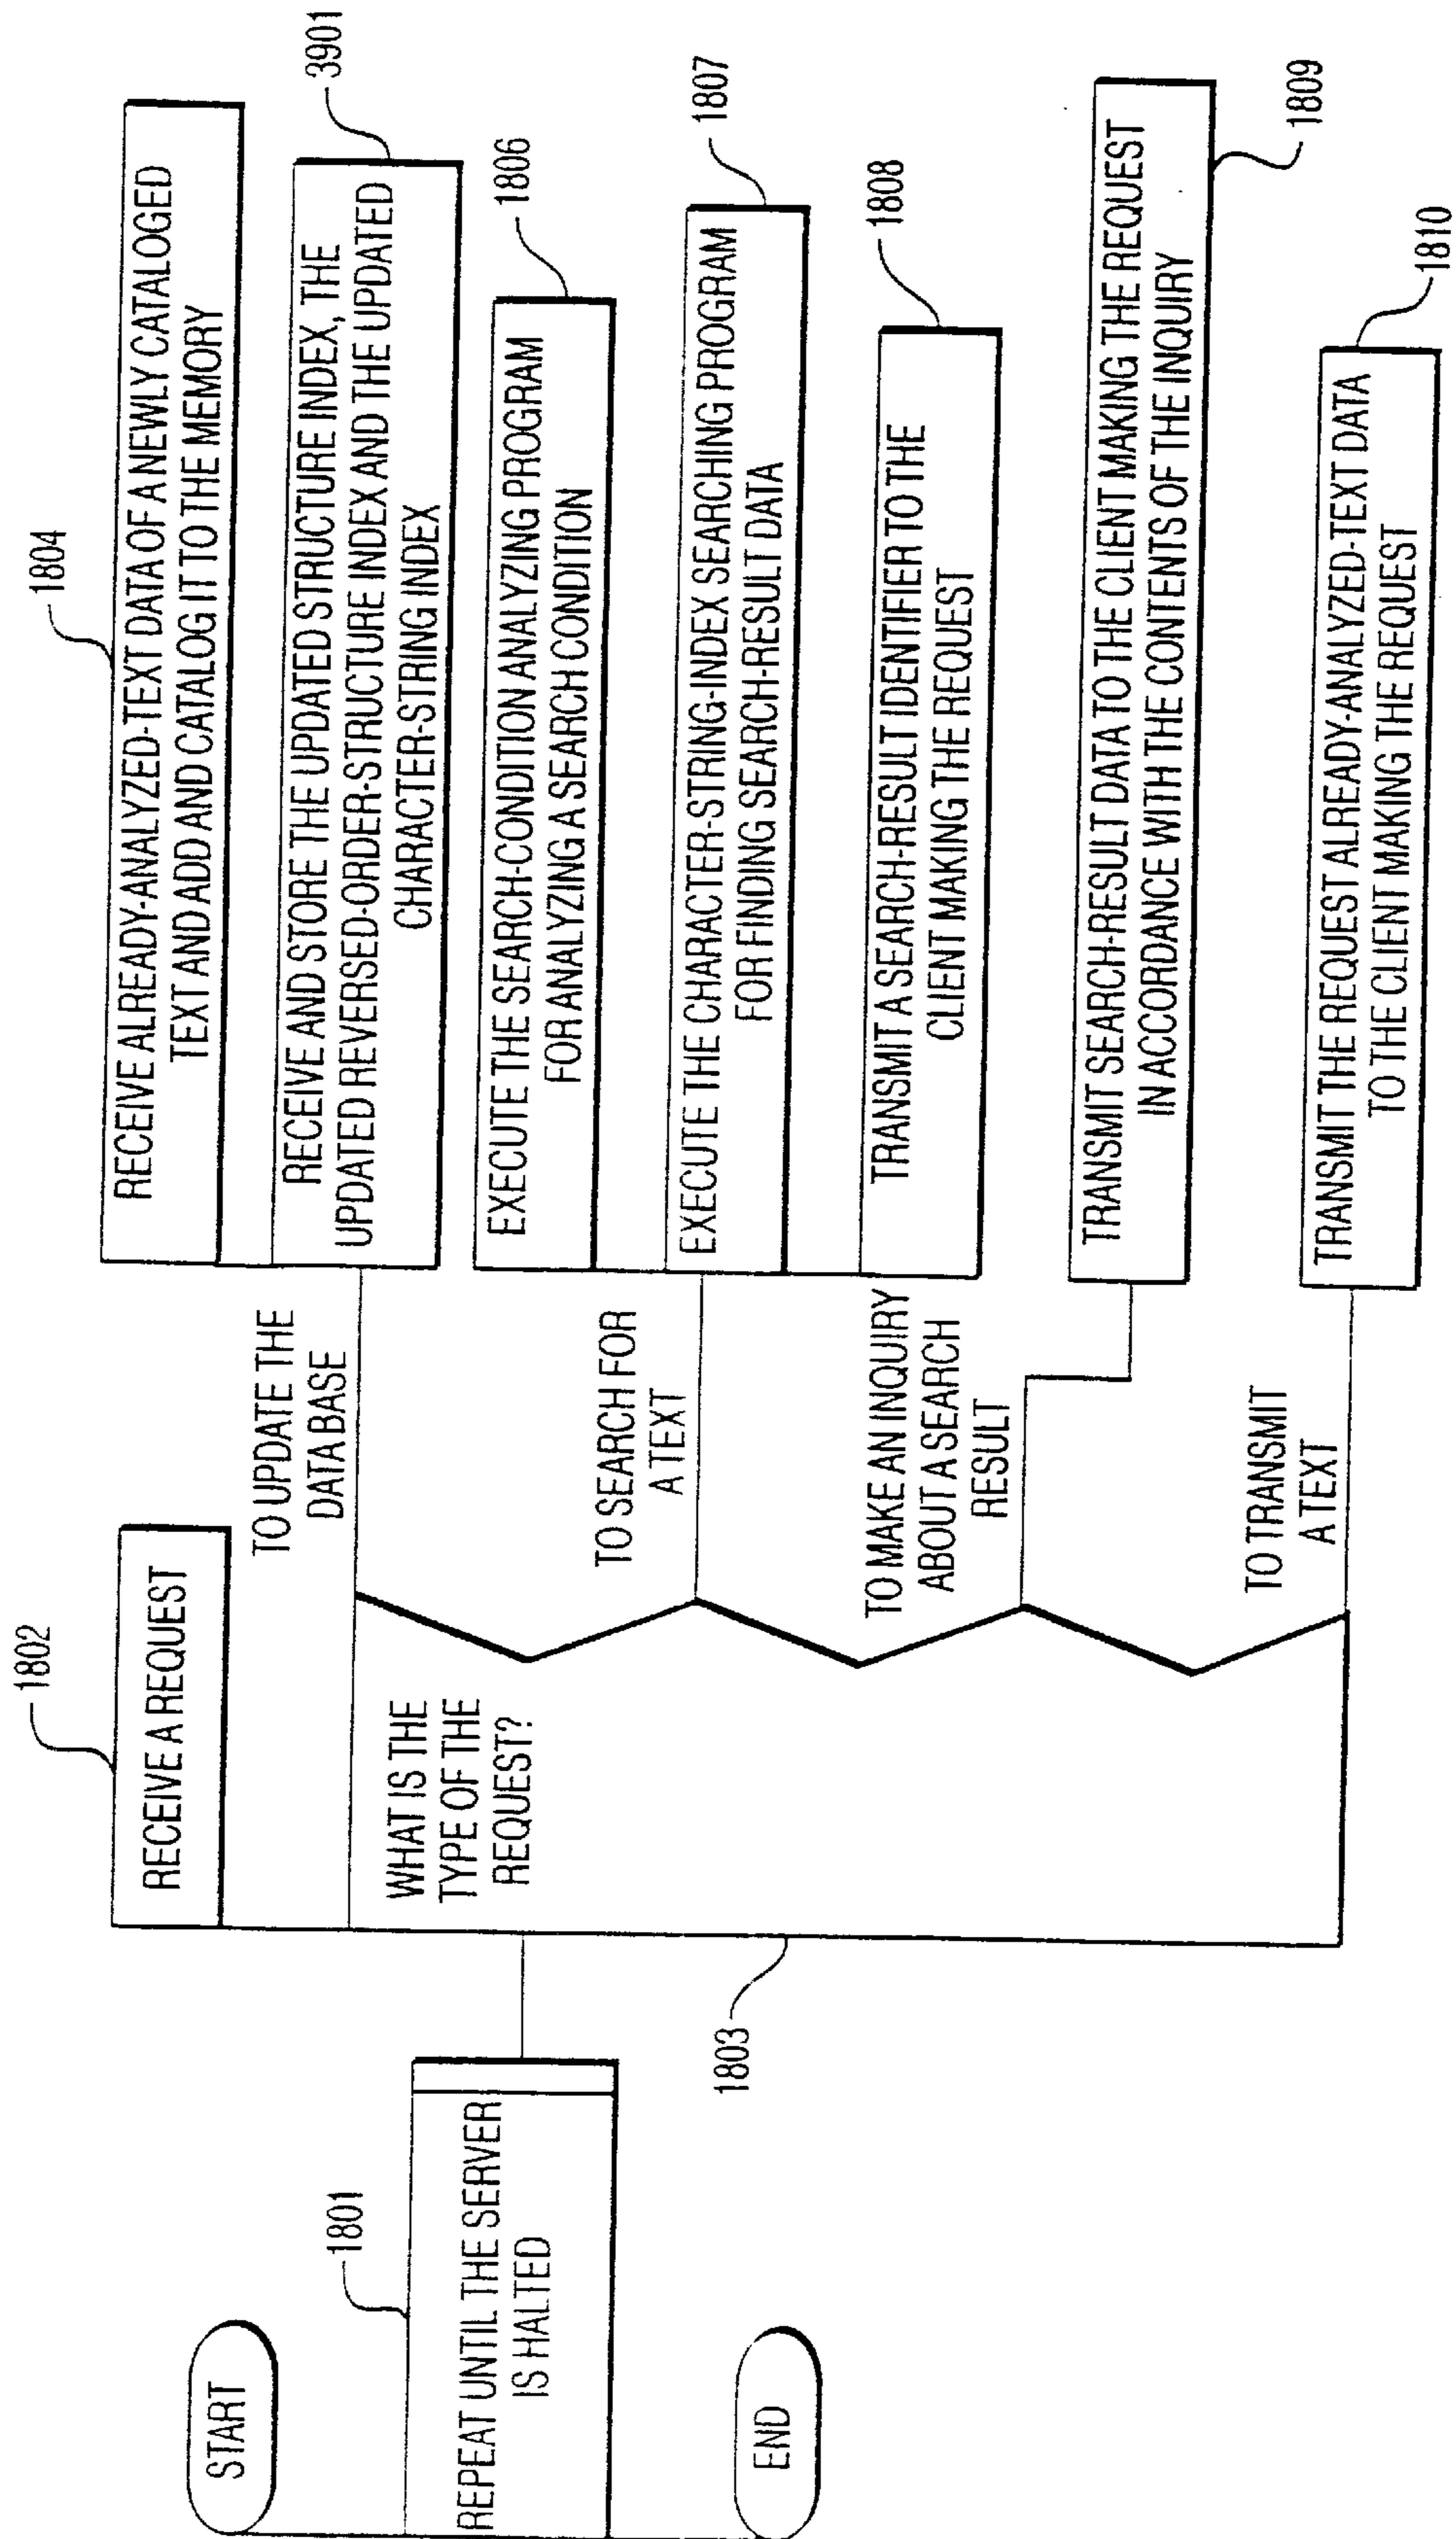 START
1801
REPEAT UNTIL THE SERVER
IS HALTED
END
1802
RECEIVE A REQUEST
1803
WHAT IS THE
TYPE OF THE
REQUEST?
TO UPDATE THE
DATA BASE
1804
RECEIVE ALREADY-ANALYZED-TEXT DATA OF A NEWLY CATALOGED
TEXT AND ADD AND CATALOG IT TO THE MEMORY
3901
RECEIVE AND STORE THE UPDATED STRUCTURE INDEX, THE
UPDATED REVERSED-ORDER-STRUCTURE INDEX AND THE UPDATED
CHARACTER-STRING INDEX
TO SEARCH FOR
A TEXT
1806
EXECUTE THE SEARCH-CONDITION ANALYZING PROGRAM
FOR ANALYZING A SEARCH CONDITION
1807
EXECUTE THE CHARACTER-STRING-INDEX SEARCHING PROGRAM
FOR FINDING SEARCH-RESULT DATA
1808
TRANSMIT A SEARCH-RESULT IDENTIFIER TO THE
CLIENT MAKING THE REQUEST
TO MAKE AN INQUIRY
ABOUT A SEARCH
RESULT
TRANSMIT SEARCH-RESULT DATA TO THE CLIENT MAKING THE REQUEST
IN ACCORDANCE WITH THE CONTENTS OF THE INQUIRY
1809
TO TRANSMIT
A TEXT
1810
TRANSMIT THE REQUEST ALREADY-ANALYZED-TEXT DATA
TO THE CLIENT MAKING THE REQUEST